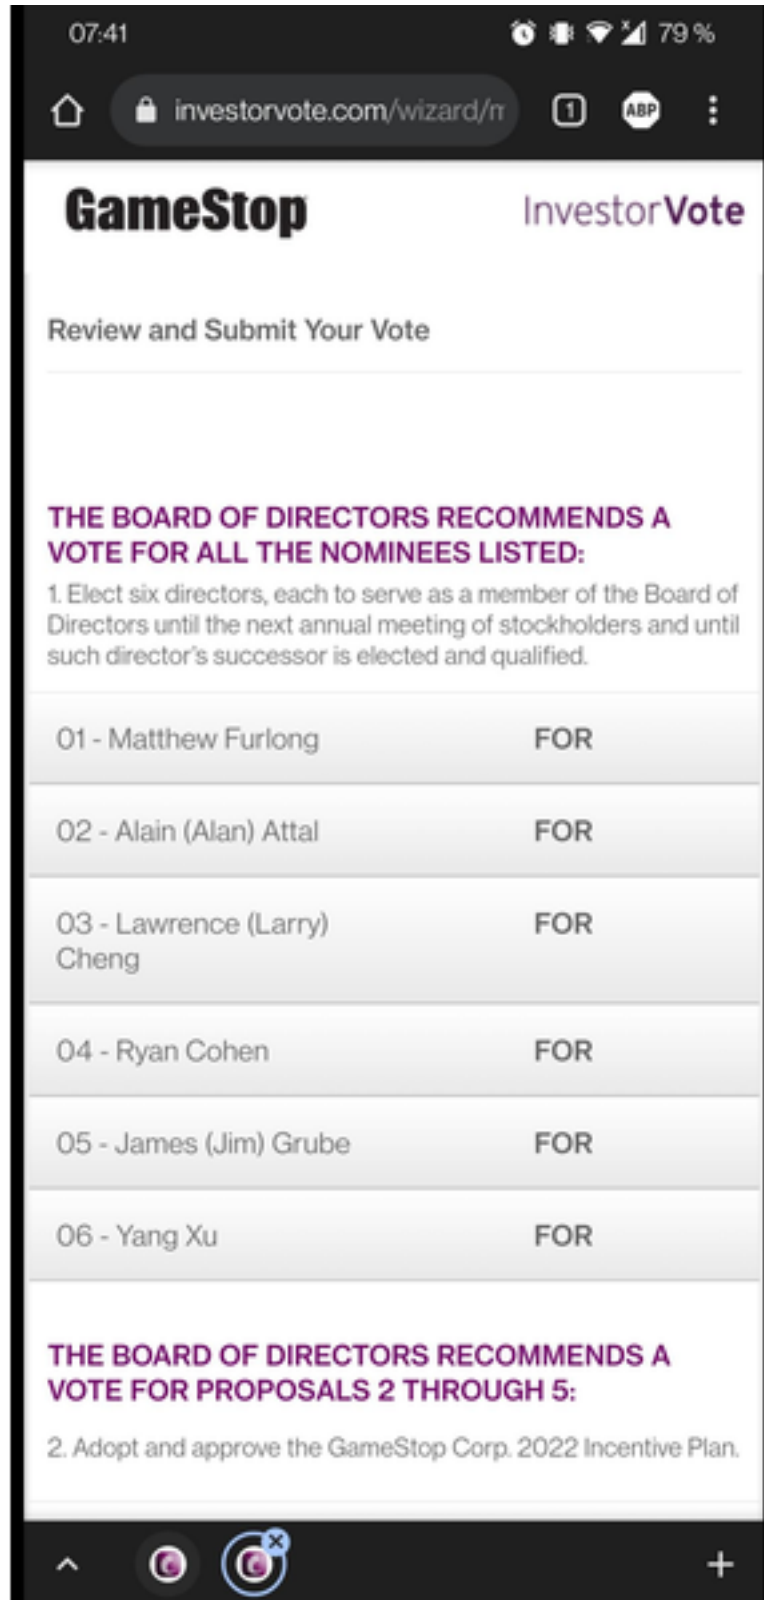 07:41 79 %
investorvote.com/wizard/m 1 ABP
GameStop InvestorVote
Review and Submit Your Vote
THE BOARD OF DIRECTORS RECOMMENDS A
VOTE FOR ALL THE NOMINEES LISTED:
1. Elect six directors, each to serve as a member of the Board of
Directors until the next annual meeting of stockholders and until
such director's successor is elected and qualified.
01 - Matthew Furlong FOR
02 - Alain (Alan) Attal FOR
03 - Lawrence (Larry) FOR
Cheng
04 - Ryan Cohen FOR
05 - James (Jim) Grube FOR
06 - Yang Xu FOR
THE BOARD OF DIRECTORS RECOMMENDS A
VOTE FOR PROPOSALS 2 THROUGH 5:
2. Adopt and approve the GameStop Corp. 2022 Incentive Plan.